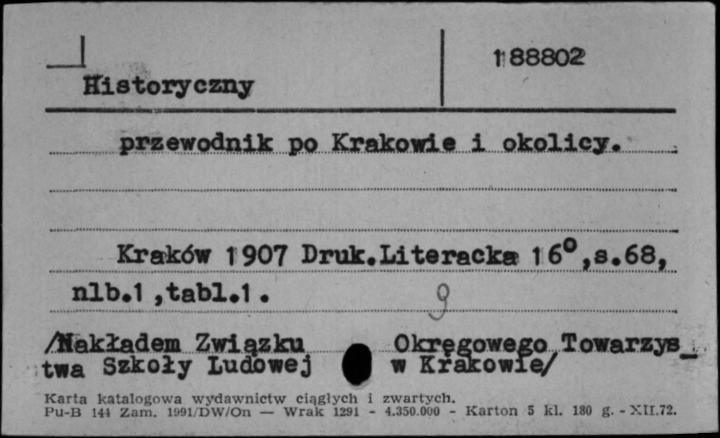 188802
Historyczny
przewodnik po Krakowie i okolicy.
Kraków 1907 Druk.Literacka 16°,s.68,
nlb.1,tabl.1.
9
/Nakładem Związku Okręgowego Towarzys_
twa Szkoły Ludowej w Krakowie/
Karta katalogowa wydawnictw ciągłych i zwartych.
Pu-B 144 Zam. 1991/DW/On — Wrak 1291 - 4.350.000 - Karton 5 kl. 180 g. - XII.72.